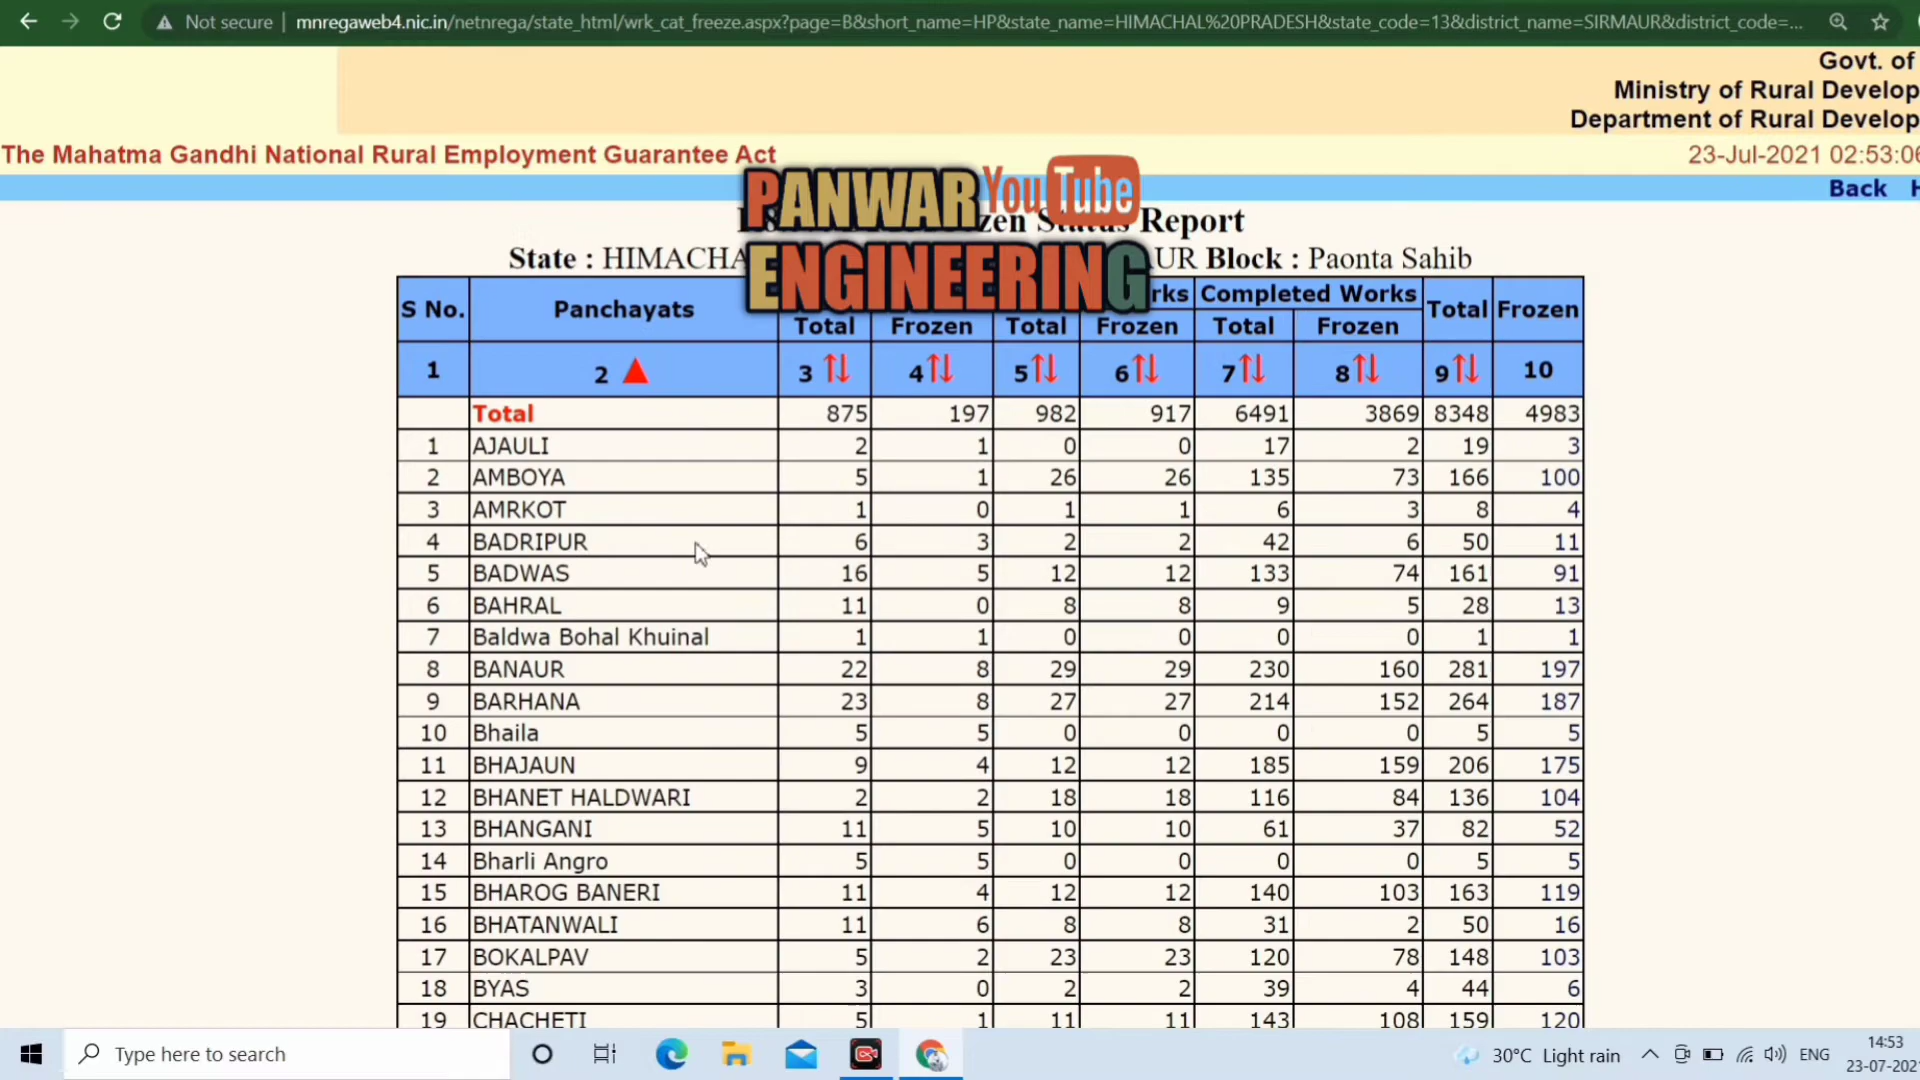 Not secure | mnregaweb4.nic.in/netnrega/state_html/wrk_cat_freeze.aspx?page=B&short_name=HP&state_name=HIMACHAL%20PRADESH&state_code=13&district_name=SIRMAUR&district_code=...
Govt. of
Ministry of Rural Develop
Department of Rural Develop
The Mahatma Gandhi National Rural Employment Guarantee Act
23-Jul-2021 02:53:06
Back H
PANWAR YouTube
ENGINEERING
zen Status Report
State : HIMACHA UR Block : Paonta Sahib
S No. Panchayats rks Completed Works Total Frozen
Total Frozen Total Frozen Total Frozen
1 2 3 4 5 6 7 8 9 10
Total 875 197 982 917 6491 3869 8348 4983
1 AJAULI 2 1 0 0 17 2 19 3
2 AMBOYA 5 1 26 26 135 73 166 100
3 AMRKOT 1 0 1 1 6 3 8 4
4 BADRIPUR 6 3 2 2 42 6 50 11
5 BADWAS 16 5 12 12 133 74 161 91
6 BAHRAL 11 0 8 8 9 5 28 13
7 Baldwa Bohal Khuinal 1 1 0 0 0 0 1 1
8 BANAUR 22 8 29 29 230 160 281 197
9 BARHANA 23 8 27 27 214 152 264 187
10 Bhaila 5 5 0 0 0 0 5 5
11 BHAJAUN 9 4 12 12 185 159 206 175
12 BHANET HALDWARI 2 2 18 18 116 84 136 104
13 BHANGANI 11 5 10 10 61 37 82 52
14 Bharli Angro 5 5 0 0 0 0 5 5
15 BHAROG BANERI 11 4 12 12 140 103 163 119
16 BHATANWALI 11 6 8 8 31 2 50 16
17 BOKALPAV 5 2 23 23 120 78 148 103
18 BYAS 3 0 2 2 39 4 44 6
19 CHACHETI 5 1 11 11 143 108 159 120
Type here to search
30°C Light rain
ENG
14:53
23-07-202